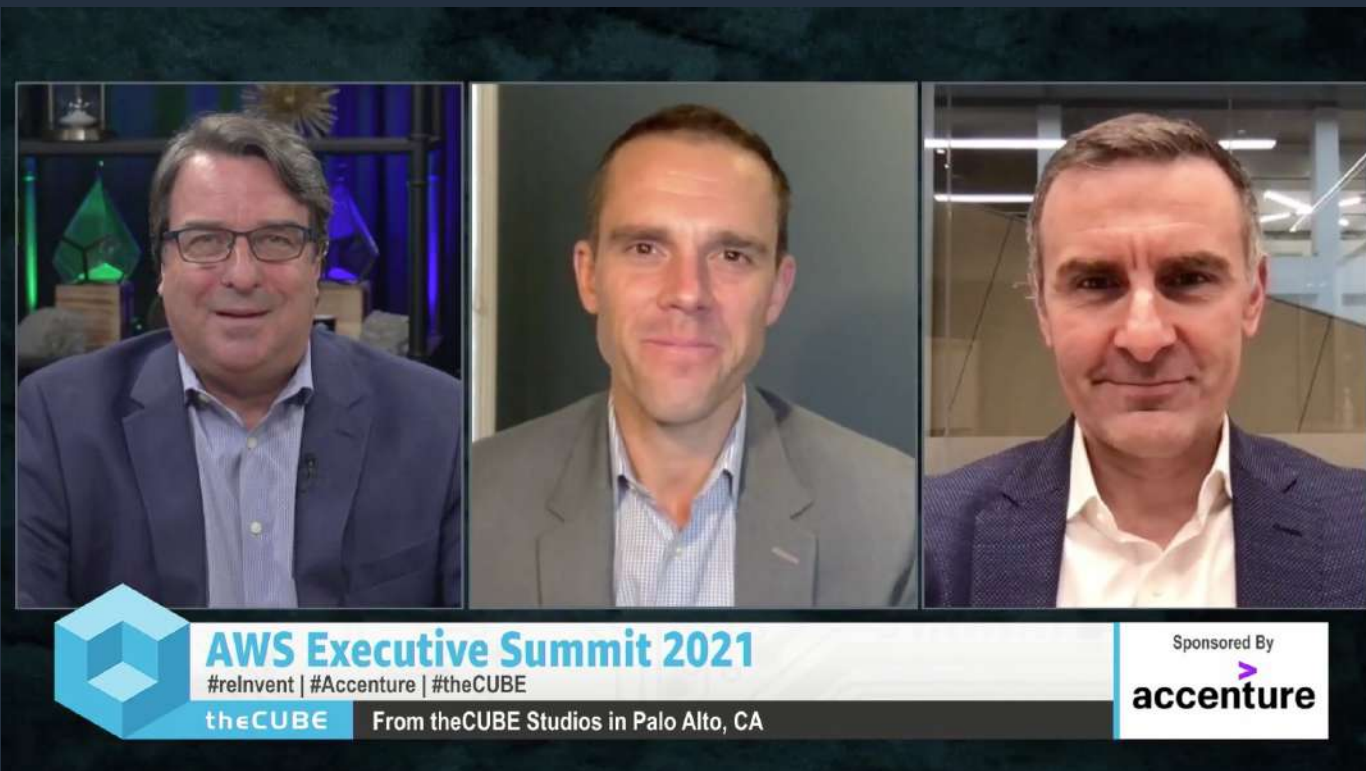 AWS Executive Summit 2021
#reInvent | #Accenture | #theCUBE
theCUBE
From theCUBE Studios in Palo Alto, CA
Sponsored By
>
accenture